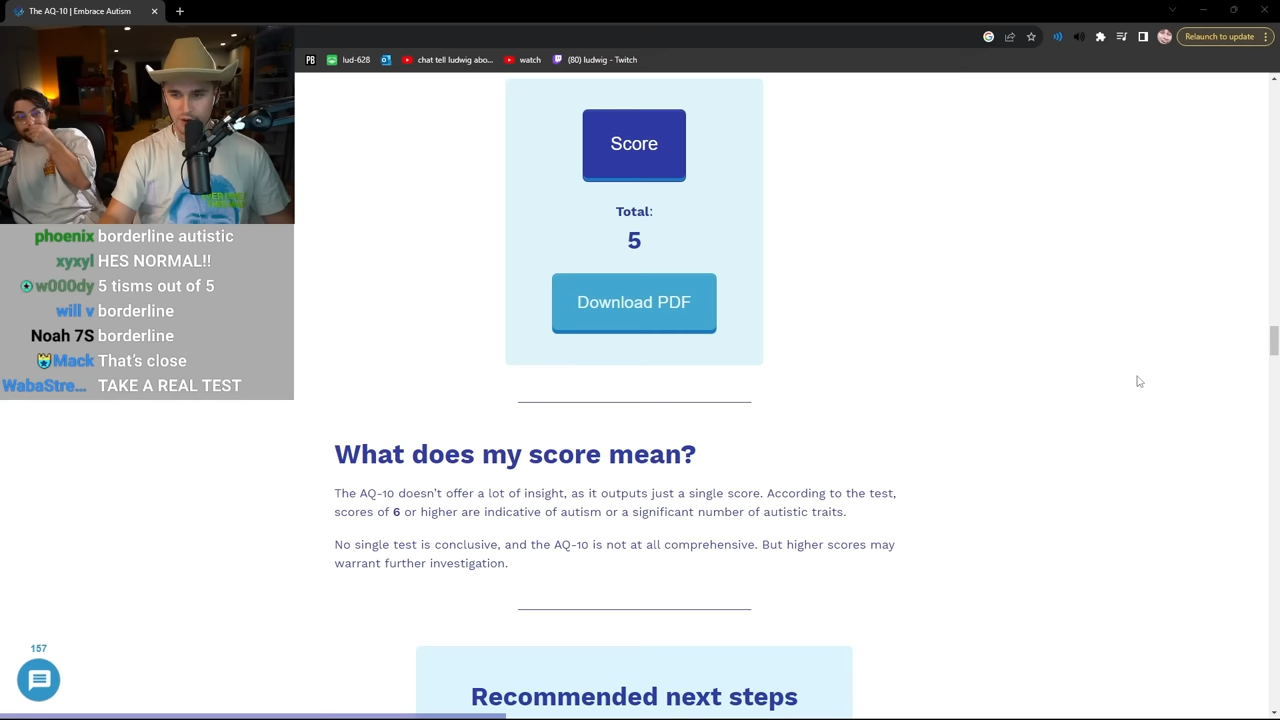 The AQ-10 | Embrace Autism
Relaunch to update
PB
lud-628
chat tell ludwig abo...
watch
(80) ludwig - Twitch
phoenix borderline autistic
xyxyl HES NORMAL!!
w000dy 5 tisms out of 5
will v borderline
Noah 7S borderline
Mack That's close
WabaStre... TAKE A REAL TEST
Score
Total:
5
Download PDF
What does my score mean?
The AQ-10 doesn't offer a lot of insight, as it outputs just a single score. According to the test,
scores of 6 or higher are indicative of autism or a significant number of autistic traits.
No single test is conclusive, and the AQ-10 is not at all comprehensive. But higher scores may
warrant further investigation.
157
Recommended next steps